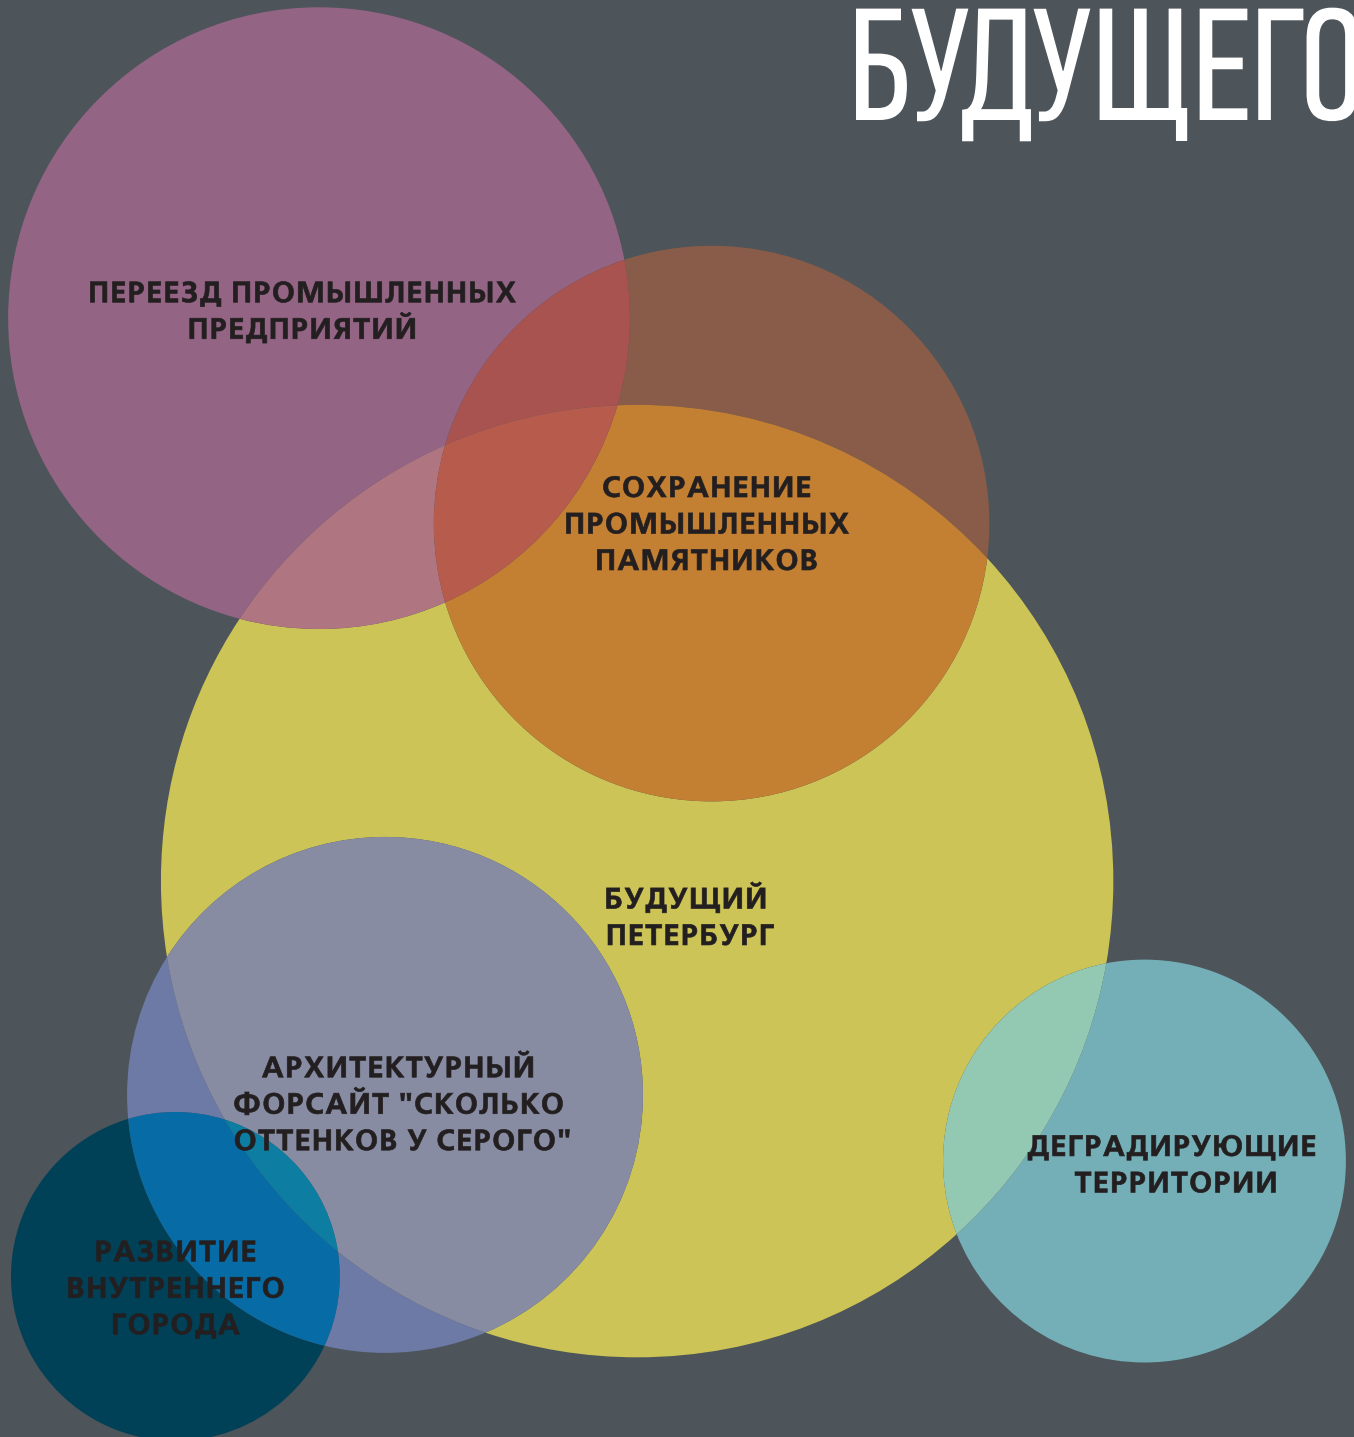 БУДУЩЕГО
ПЕРЕЕЗД ПРОМЫШЛЕННЫХ
ПРЕДПРИЯТИЙ
СОХРАНЕНИЕ
ПРОМЫШЛЕННЫХ
ПАМЯТНИКОВ
БУДУЩИЙ
ПЕТЕРБУРГ
АРХИТЕКТУРНЫЙ
ФОРСАЙТ "СКОЛЬКО
ОТТЕНКОВ У СЕРОГО"
ДЕГРАДИРУЮЩИЕ
ТЕРРИТОРИИ
РАЗВИТИЕ
ВНУТРЕННЕГО
ГОРОДА